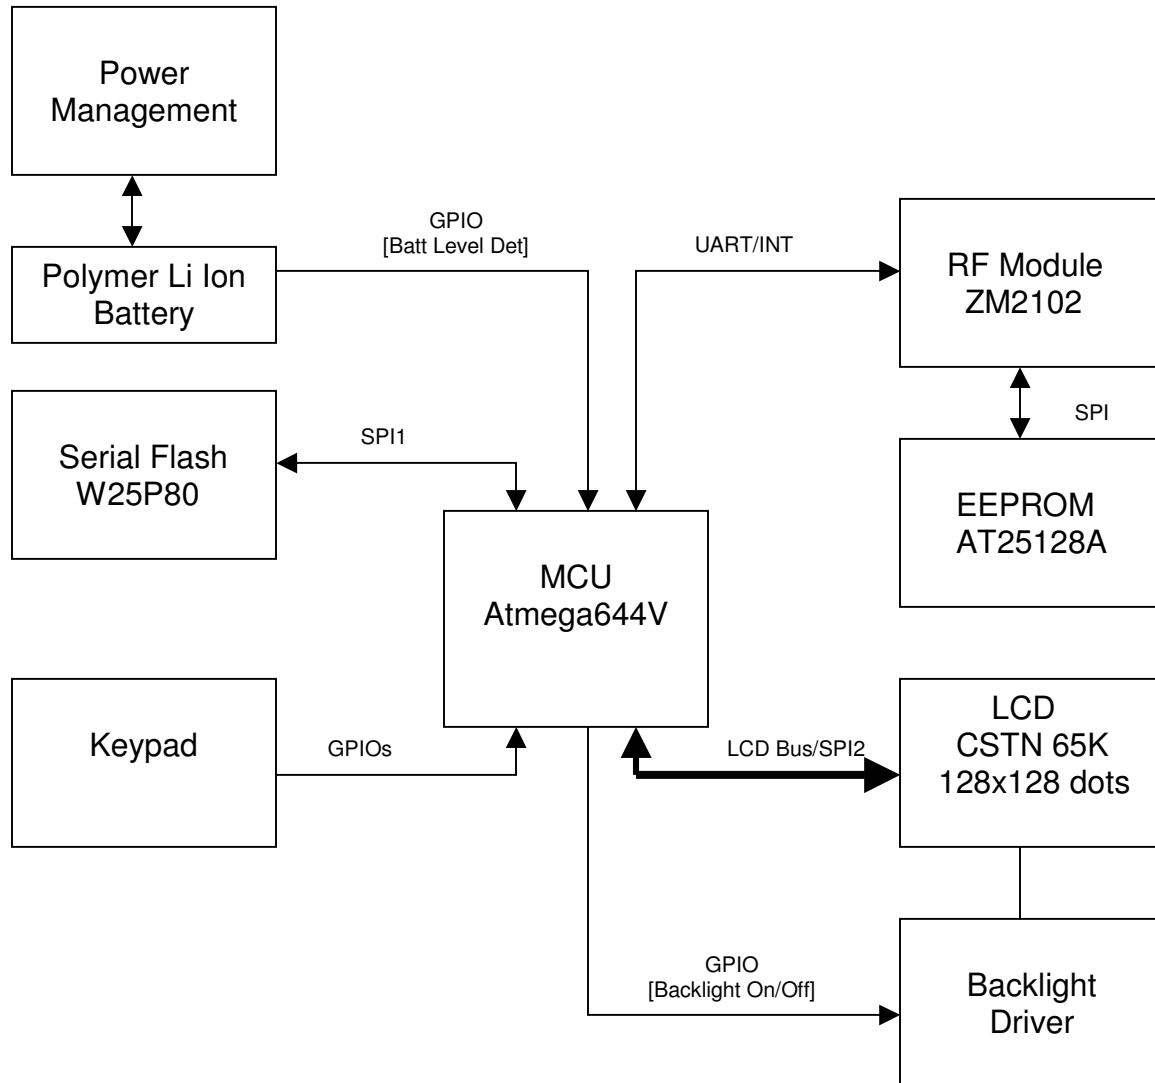 Power
Management
GPIO
[Batt Level Det]
UART/INT
RF Module
ZM2102
Polymer Li Ion
Battery
SPI
SPI1
Serial Flash
W25P80
EEPROM
AT25128A
MCU
Atmega644V
Keypad
GPIOs
LCD Bus/SPI2
LCD
CSTN 65K
128x128 dots
GPIO
[Backlight On/Off]
Backlight
Driver